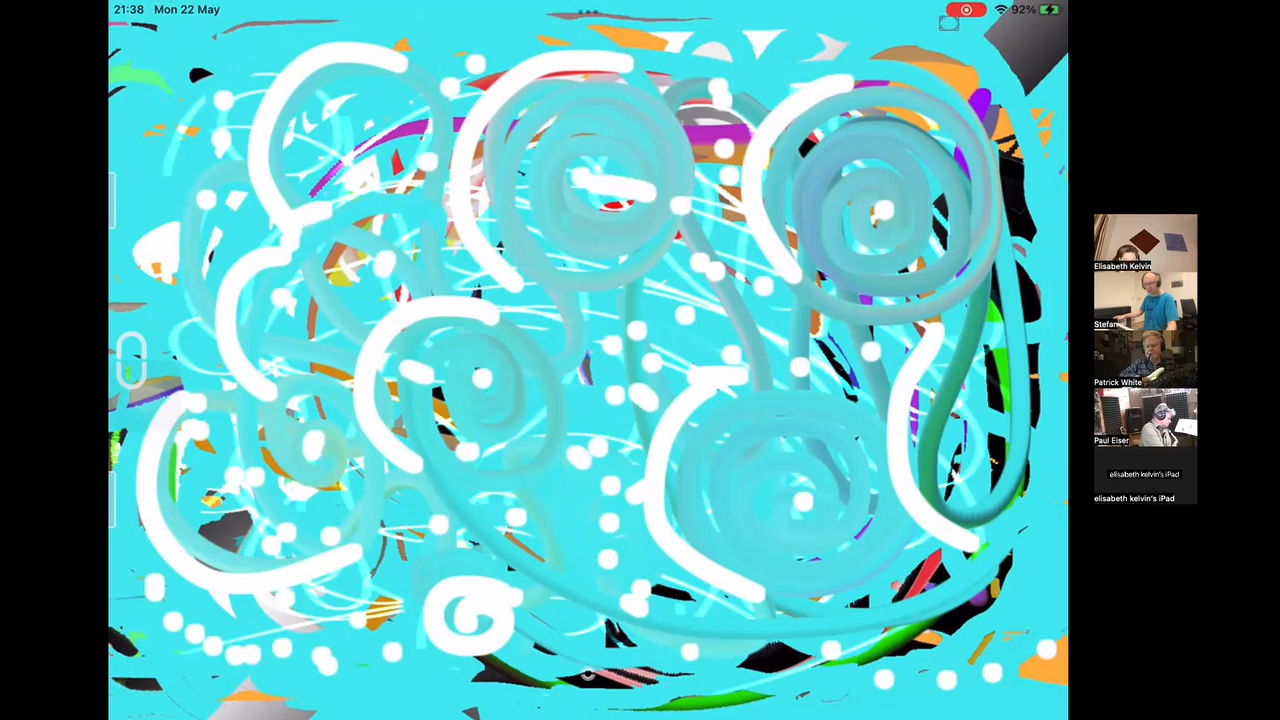 21:38 Mon 22 May
92%
Elisabeth Kelvin
Stefan
Patrick White
Paul Eiser
elisabeth kelvin's iPad
elisabeth kelvin's iPad